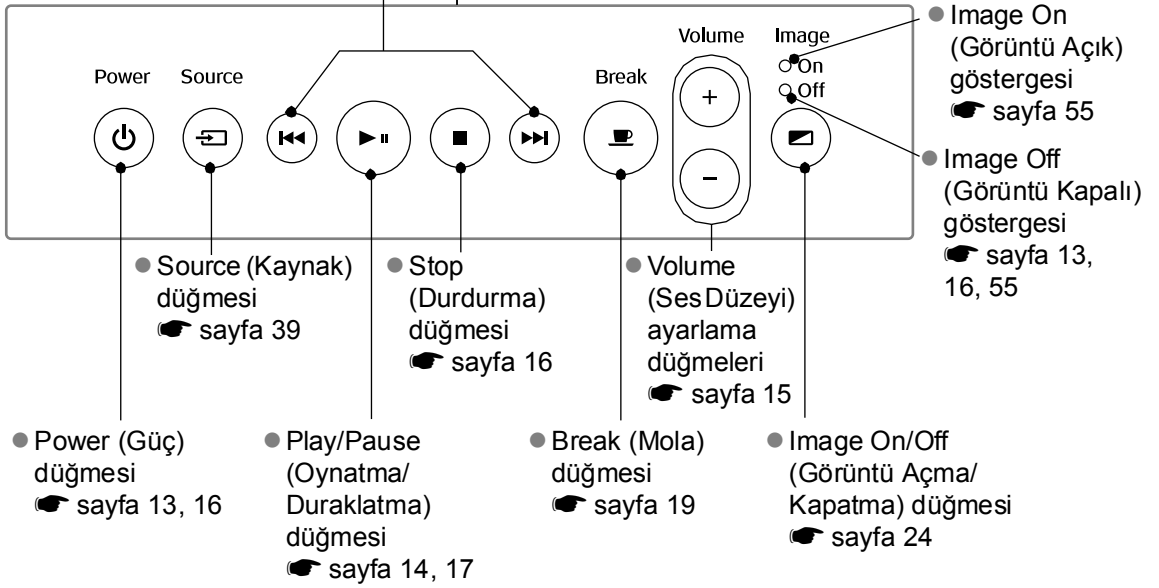 Power
Source
Break
Volume
Image
On
Off
Image On
(Görüntü Açık)
göstergesi
☛ sayfa 55
Image Off
(Görüntü Kapalı)
göstergesi
☛ sayfa 13,
16, 55
Source (Kaynak)
düğmesi
☛ sayfa 39
Stop
(Durdurma)
düğmesi
☛ sayfa 16
Volume
(Ses Düzeyi)
ayarlama
düğmeleri
☛ sayfa 15
Power (Güç)
düğmesi
☛ sayfa 13, 16
Play/Pause
(Oynatma/
Duraklatma)
düğmesi
☛ sayfa 14, 17
Break (Mola)
düğmesi
☛ sayfa 19
Image On/Off
(Görüntü Açma/
Kapatma) düğmesi
☛ sayfa 24